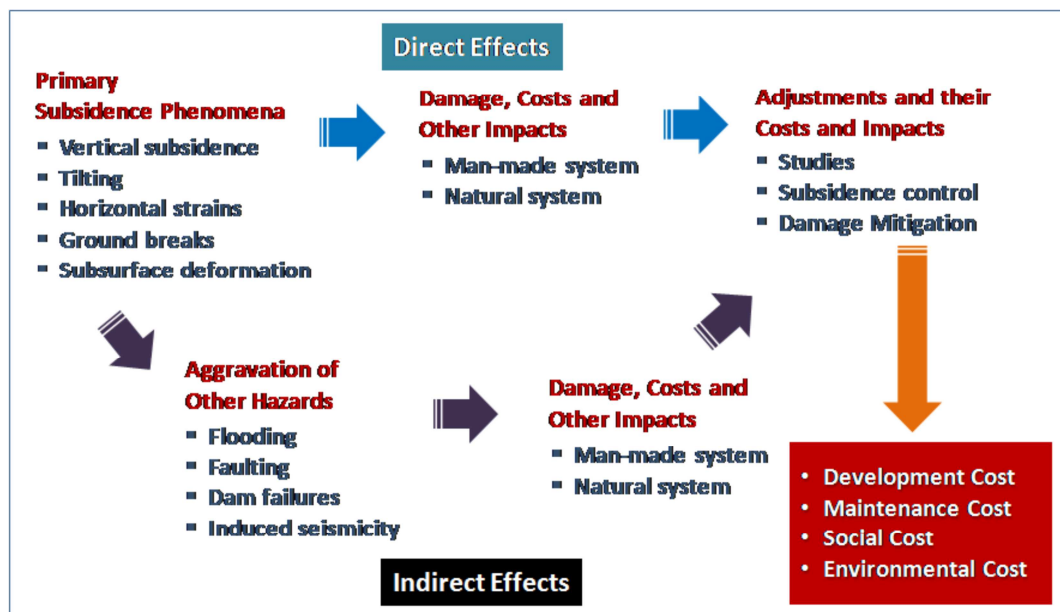 Direct Effects
Primary
Subsidence Phenomena
▪ Vertical subsidence
▪ Tilting
▪ Horizontal strains
▪ Ground breaks
▪ Subsurface deformation
Damage, Costs and
Other Impacts
▪ Man-made system
▪ Natural system
Adjustments and their
Costs and Impacts
▪ Studies
▪ Subsidence control
▪ Damage Mitigation
Aggravation of
Other Hazards
▪ Flooding
▪ Faulting
▪ Dam failures
▪ Induced seismicity
Damage, Costs and
Other Impacts
▪ Man-made system
▪ Natural system
• Development Cost
• Maintenance Cost
• Social Cost
• Environmental Cost
Indirect Effects